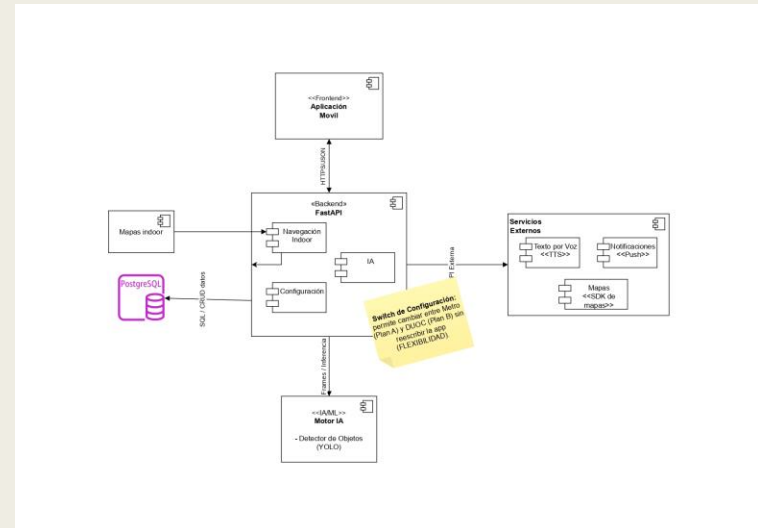 <<Frontend>>
Aplicación
Movil
HTTPS/JSON
«Backend»
FastAPI
Mapas indoor
Navegación
Indoor
IA
Configuración
PostgreSQL
SQL / CRUD datos
PI Externa
Servicios
Externos
Texto por Voz
<<TTS>>
Notificaciones
<<Push>>
Mapas
<<SDK de
mapas>>
Switch de Configuración:
permite cambiar entre Metro
(Plan A) y DUOC (Plan B) sin
reescribir la app
(FLEXIBILIDAD)
Frames / Inferencia
<<IA/ML>>
Motor IA
- Detector de Objetos
(YOLO)